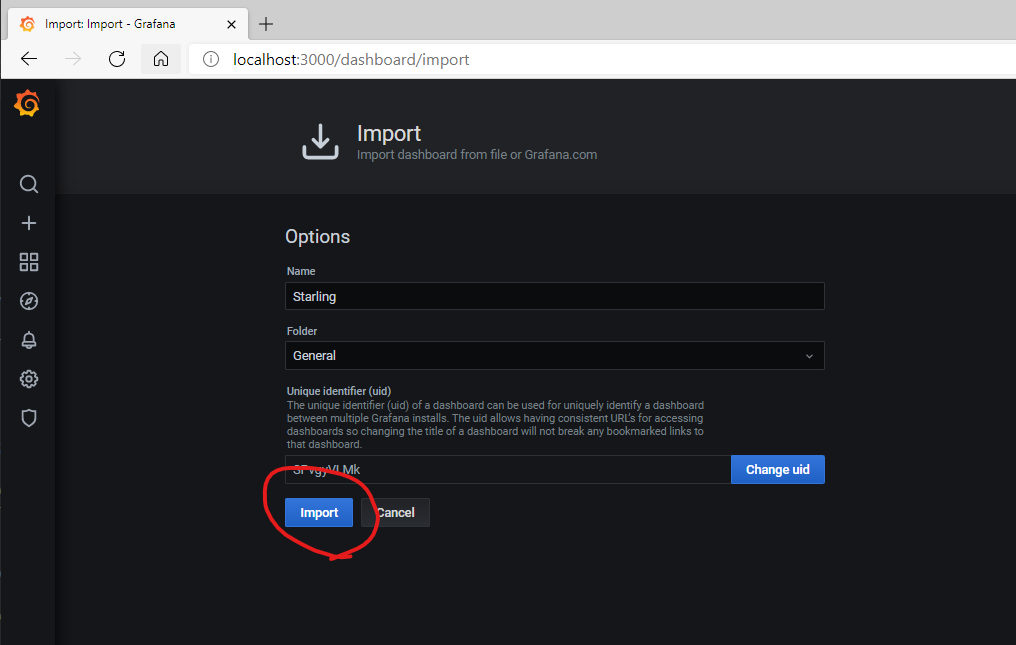 Import: Import - Grafana
localhost:3000/dashboard/import
Import
Import dashboard from file or Grafana.com
Options
Name
Starling
Folder
General
Unique identifier (uid)
The unique identifier (uid) of a dashboard can be used for uniquely identify a dashboard
between multiple Grafana installs. The uid allows having consistent URL's for accessing
dashboards so changing the title of a dashboard will not break any bookmarked links to
that dashboard.
Change uid
Import Cancel